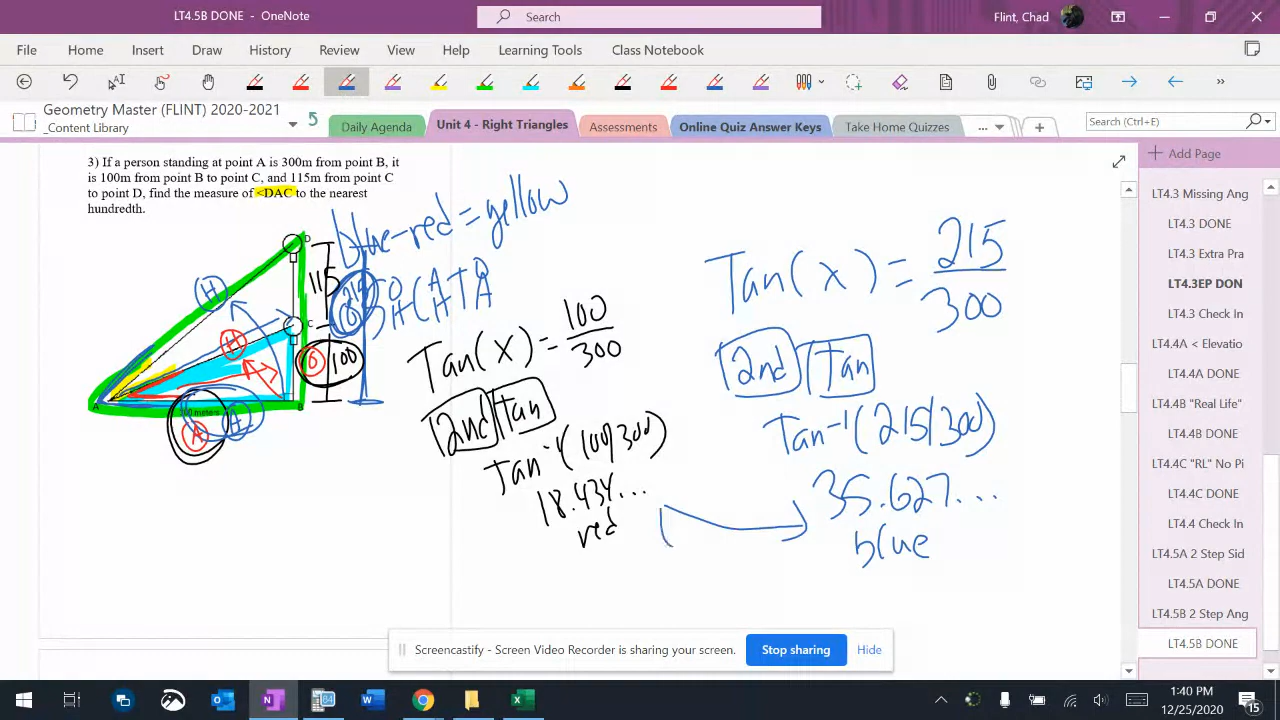 LT4.5B DONE - OneNote
Search
Flint, Chad
File Home Insert Draw History Review View Help Learning Tools Class Notebook
Geometry Master (FLINT) 2020-2021
_Content Library
Daily Agenda
Unit 4 - Right Triangles
Assessments
Online Quiz Answer Keys
Take Home Quizzes
...
Search (Ctrl+E)
Add Page
3) If a person standing at point A is 300m from point B, it
is 100m from point B to point C, and 115m from point C
to point D, find the measure of <DAC to the nearest
hundredth.
blue-red=yellow
D
115
215
O
H
O A O
S H C H T A
C
H
O
100
A
B
meters
A
A
Tan(x)=100/300
2nd Tan
Tan-1(100/300)
18.434...
red
Tan(x)=215/300
2nd Tan
Tan-1(215/300)
35.627...
blue
LT4.3 Missing Ang
LT4.3 DONE
LT4.3 Extra Pra
LT4.3EP DON
LT4.3 Check In
LT4.4A < Elevatio
LT4.4A DONE
LT4.4B "Real Life"
LT4.4B DONE
LT4.4C "RL" No Pi
LT4.4C DONE
LT4.4 Check In
LT4.5A 2 Step Sid
LT4.5A DONE
LT4.5B 2 Step Ang
LT4.5B DONE
Screencastify - Screen Video Recorder is sharing your screen.
Stop sharing
Hide
1:40 PM
12/25/2020
15